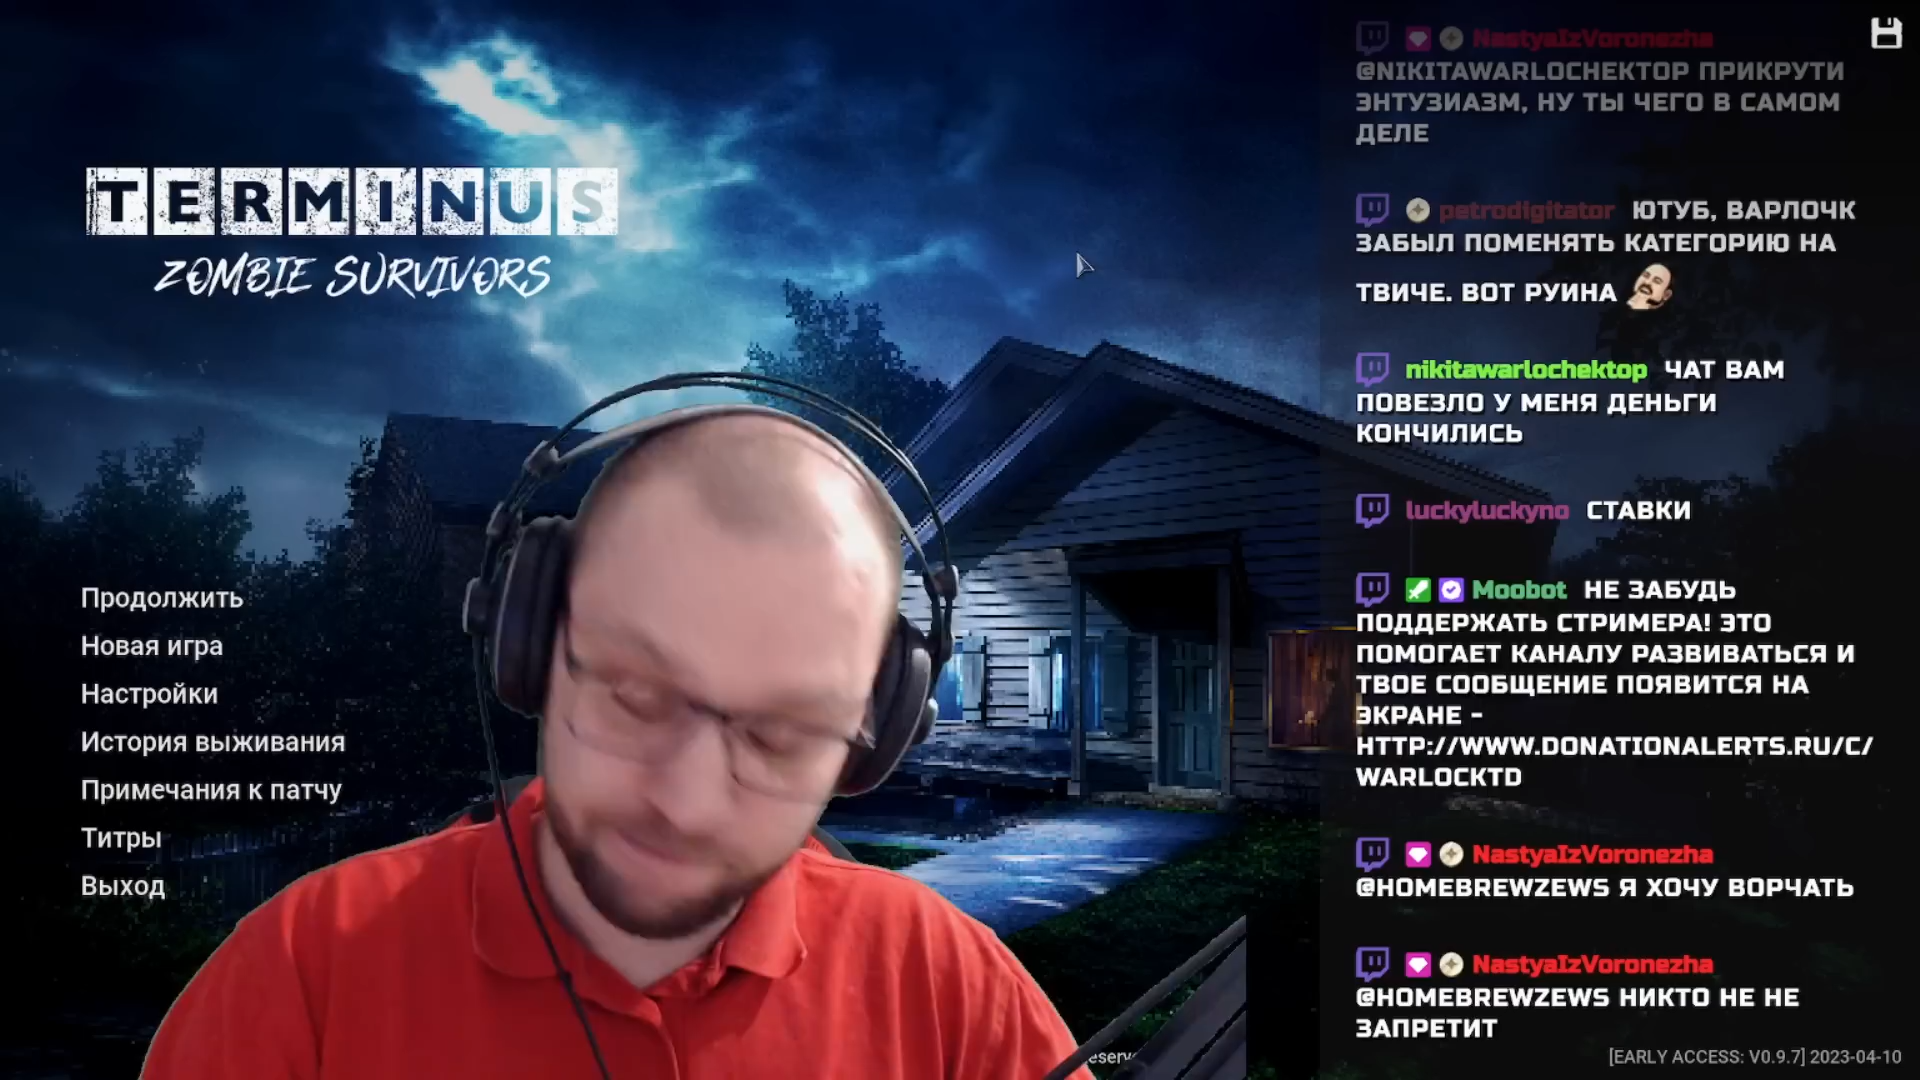 TERMINUS
ZOMBIE SURVIVORS
Продолжить
Новая игра
Настройки
История выживания
Примечания к патчу
Титры
Выход
NastyaIzVoronezha
@NIKITAWARLOCHEKTOP ПРИКРУТИ
ЭНТУЗИАЗМ, НУ ТЫ ЧЕГО В САМОМ
ДЕЛЕ
petrodigitator ЮТУБ, ВАРЛОЧК
ЗАБЫЛ ПОМЕНЯТЬ КАТЕГОРИЮ НА
ТВИЧЕ. ВОТ РУИНА
nikitawarlochektop ЧАТ ВАМ
ПОВЕЗЛО У МЕНЯ ДЕНЬГИ
КОНЧИЛИСЬ
luckyluckyno СТАВКИ
Moobot НЕ ЗАБУДЬ
ПОДДЕРЖАТЬ СТРИМЕРА! ЭТО
ПОМОГАЕТ КАНАЛУ РАЗВИВАТЬСЯ И
ТВОЕ СООБЩЕНИЕ ПОЯВИТСЯ НА
ЭКРАНЕ -
HTTP://WWW.DONATIONALERTS.RU/C/
WARLOCKTD
NastyaIzVoronezha
@HOMEBREWZEWS Я ХОЧУ ВОРЧАТЬ
NastyaIzVoronezha
@HOMEBREWZEWS НИКТО НЕ НЕ
ЗАПРЕТИТ
[EARLY ACCESS: V0.9.7] 2023-04-10